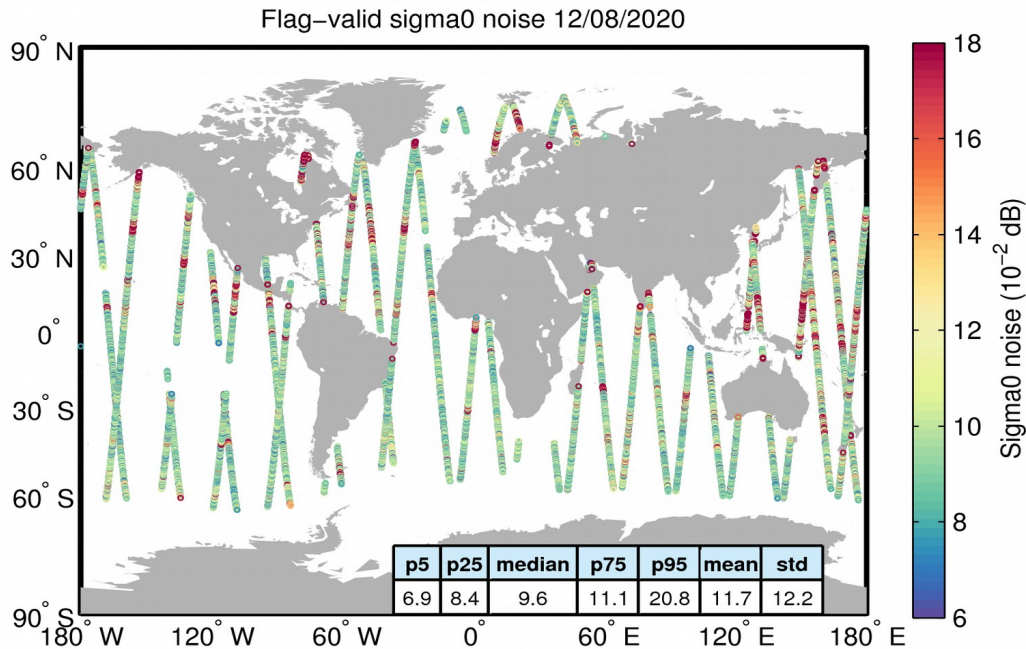 Flag−valid sigma0 noise 12/08/2020
90° N
60° N
30° N
0°
30° S
60° S
90° S
180° W
120° W
60° W
0°
60° E
120° E
180° E
p5 p25 median p75 p95 mean std
6.9 8.4 9.6 11.1 20.8 11.7 12.2
18
16
14
12
10
8
6
Sigma0 noise (10⁻² dB)